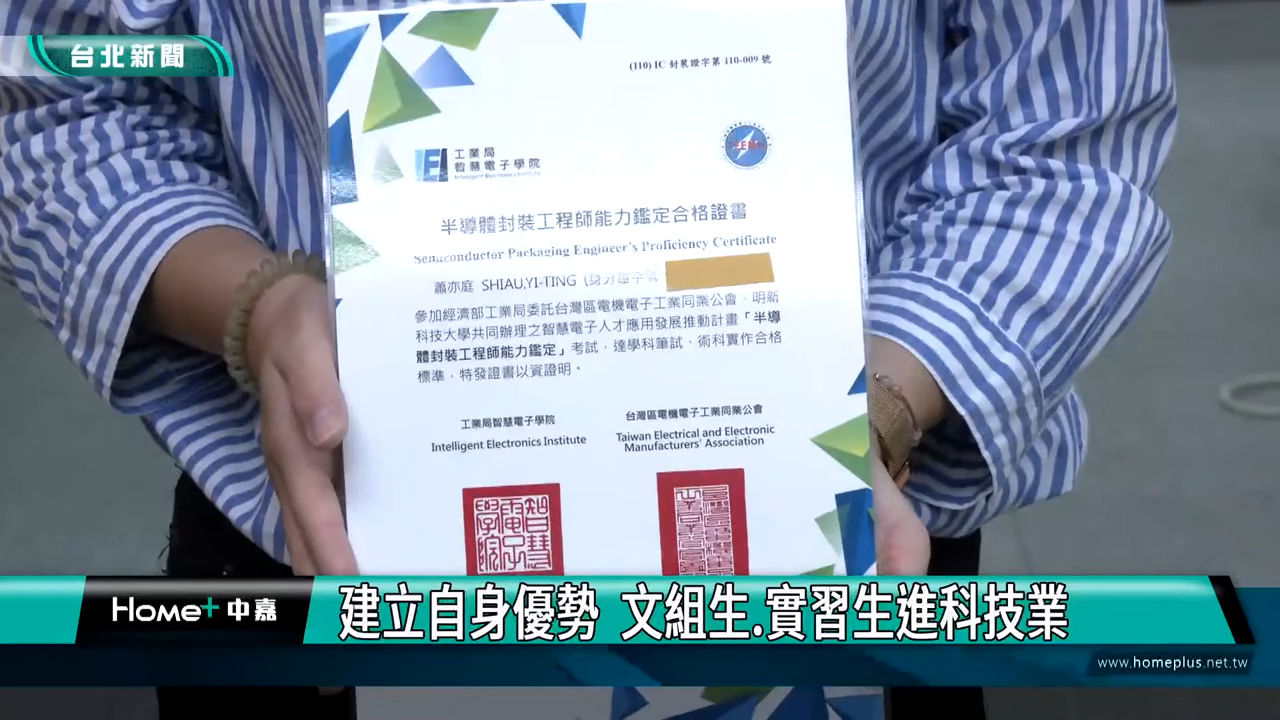 台北新聞
(110) IC 封裝證字第 110-009 號
工業局
智慧電子學院
Intelligent Electronics Institute
TEEMA
半導體封裝工程師能力鑑定合格證書
Semiconductor Packaging Engineer's Proficiency Certificate
蕭亦庭 SHIAU,YI-TING (身分證字號
參加經濟部工業局委託台灣區電機電子工業同業公會、明新
科技大學共同辦理之智慧電子人才應用發展推動計畫「半導
體封裝工程師能力鑑定」考試，達學科筆試、術科實作合格
標準，特發證書以資證明。
工業局智慧電子學院
Intelligent Electronics Institute
台灣區電機電子工業同業公會
Taiwan Electrical and Electronic
Manufacturers' Association
智慧
電子
學院
Home+ 中嘉
建立自身優勢 文組生.實習生進科技業
www.homeplus.net.tw